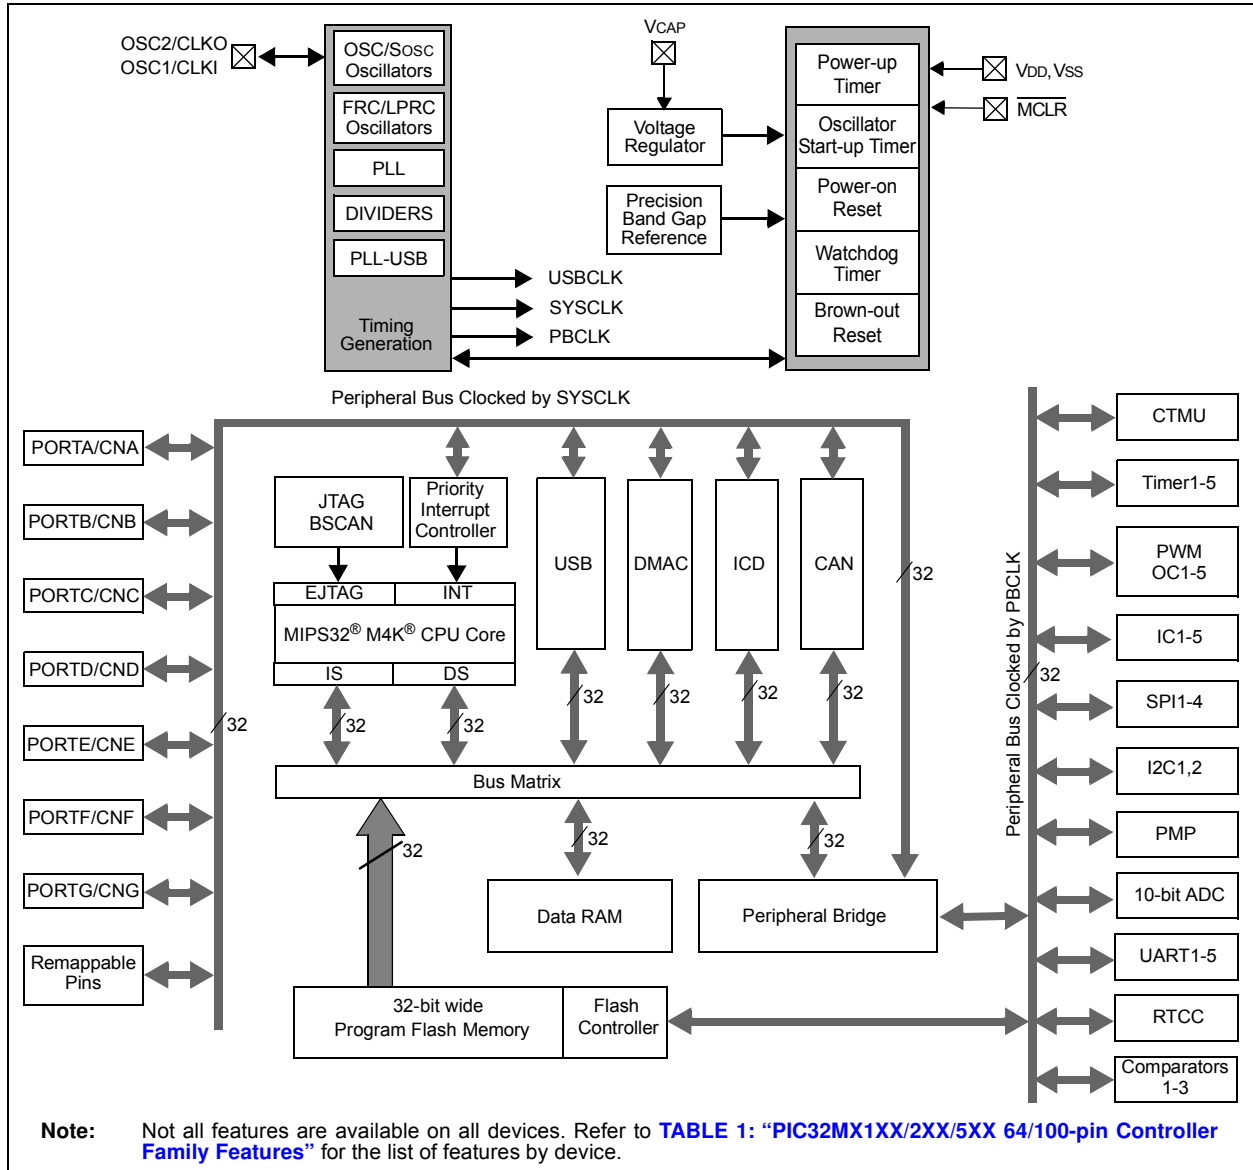 OSC2/CLKO
OSC1/CLKI
OSC/SOSC
Oscillators
FRC/LPRC
Oscillators
PLL
DIVIDERS
PLL-USB
Timing
Generation
USBCLK
SYSCLK
PBCLK
VCAP
Voltage
Regulator
Precision
Band Gap
Reference
Power-up
Timer
Oscillator
Start-up Timer
Power-on
Reset
Watchdog
Timer
Brown-out
Reset
VDD, VSS
MCLR
Peripheral Bus Clocked by SYSCLK
PORTA/CNA
PORTB/CNB
PORTC/CNC
PORTD/CND
PORTE/CNE
PORTF/CNF
PORTG/CNG
Remappable
Pins
32
JTAG
BSCAN
Priority
Interrupt
Controller
EJTAG
INT
MIPS32® M4K® CPU Core
IS
DS
USB
DMAC
ICD
CAN
32
32
32
32
32
32
32
Bus Matrix
32
32
32
Data RAM
Peripheral Bridge
32-bit wide
Program Flash Memory
Flash
Controller
Peripheral Bus Clocked by PBCLK
32
CTMU
Timer1-5
PWM
OC1-5
IC1-5
SPI1-4
I2C1,2
PMP
10-bit ADC
UART1-5
RTCC
Comparators
1-3
Note: Not all features are available on all devices. Refer to TABLE 1: “PIC32MX1XX/2XX/5XX 64/100-pin Controller
Family Features” for the list of features by device.